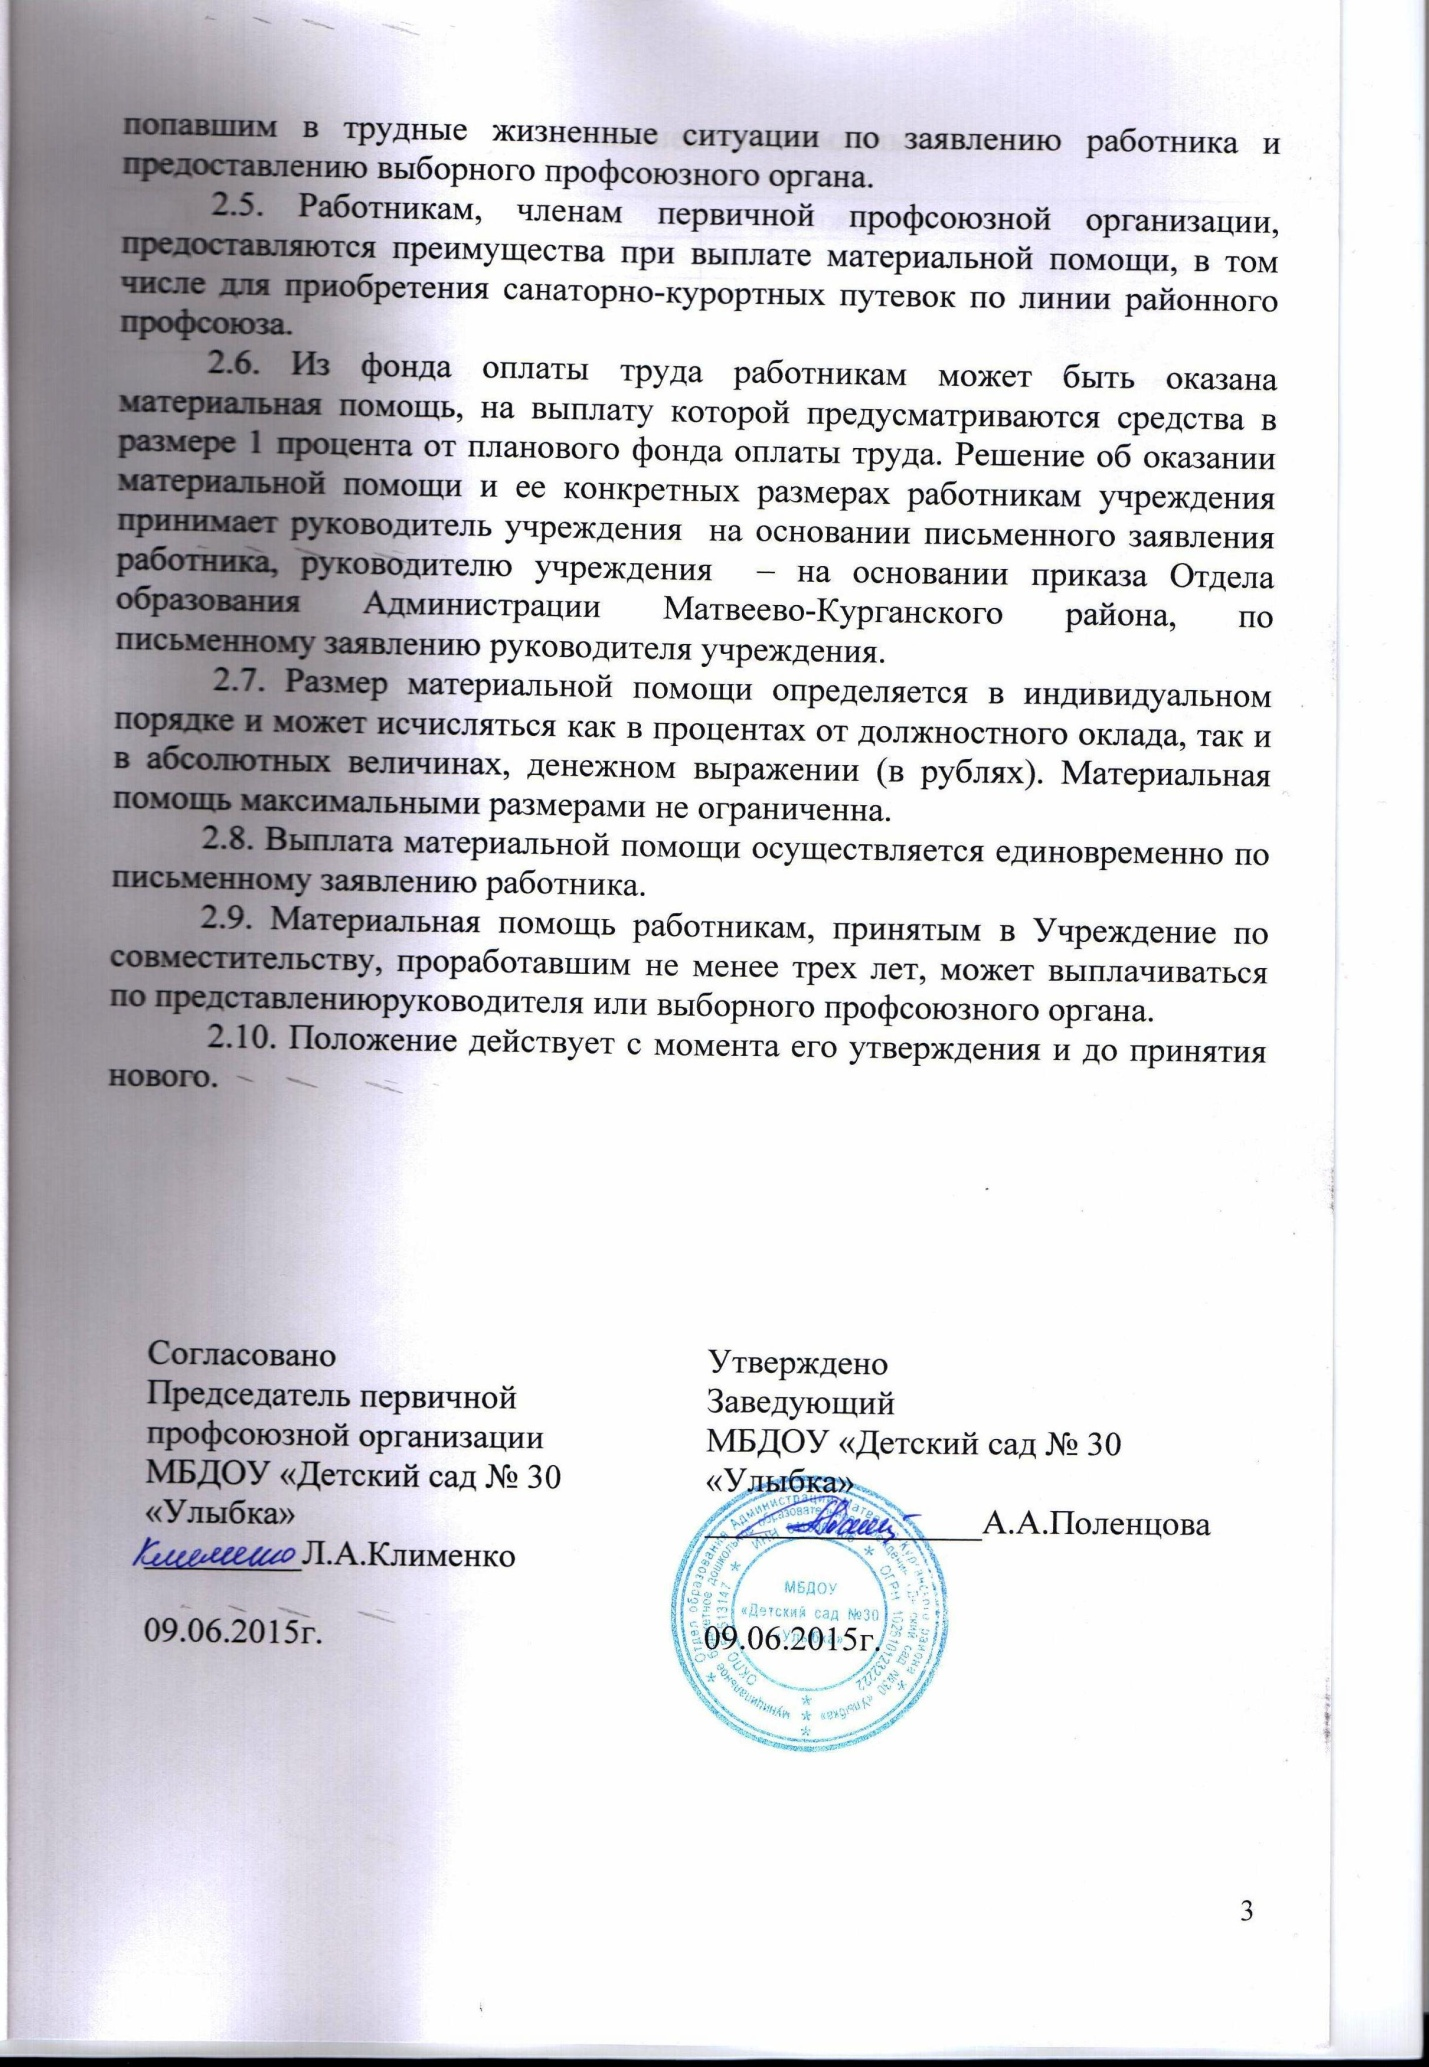 попавшим в трудные жизненные ситуации по заявлению работника и
предоставлению выборного профсоюзного органа.
2.5. Работникам, членам первичной профсоюзной организации,
предоставляются преимущества при выплате материальной помощи, в том
числе для приобретения санаторно-курортных путевок по линии районного
профсоюза.
2.6. Из фонда оплаты труда работникам может быть оказана
материальная помощь, на выплату которой предусматриваются средства в
размере 1 процента от планового фонда оплаты труда. Решение об оказании
материальной помощи и ее конкретных размерах работникам учреждения
принимает руководитель учреждения на основании письменного заявления
работника, руководителю учреждения – на основании приказа Отдела
образования Администрации Матвеево-Курганского района, по
письменному заявлению руководителя учреждения.
2.7. Размер материальной помощи определяется в индивидуальном
порядке и может исчисляться как в процентах от должностного оклада, так и
в абсолютных величинах, денежном выражении (в рублях). Материальная
помощь максимальными размерами не ограниченна.
2.8. Выплата материальной помощи осуществляется единовременно по
письменному заявлению работника.
2.9. Материальная помощь работникам, принятым в Учреждение по
совместительству, проработавшим не менее трех лет, может выплачиваться
по представлениюруководителя или выборного профсоюзного органа.
2.10. Положение действует с момента его утверждения и до принятия
нового.
Согласовано
Председатель первичной
профсоюзной организации
МБДОУ «Детский сад № 30
«Улыбка»
Клименко Л.А.Клименко
09.06.2015г.
Утверждено
Заведующий
МБДОУ «Детский сад № 30
«Улыбка»
А.А.Поленцова
09.06.2015г.
МБДОУ
«Детский сад №30
«Улыбка»
ОГРН 1026101232222
3